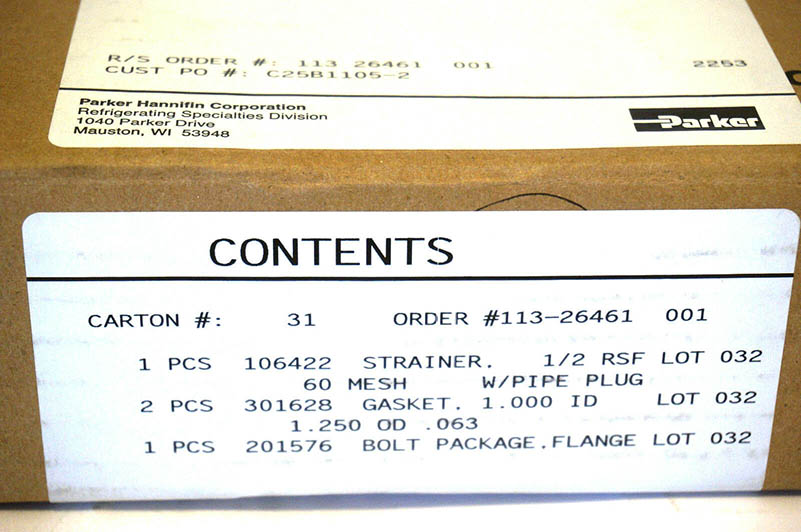 R/S ORDER #: 113 26461 001 2253
CUST PO #: C25B1105-2
Parker Hannifin Corporation
Refrigerating Specialties Division
1040 Parker Drive
Mauston, WI 53948
Parker
CONTENTS
CARTON #: 31 ORDER #113-26461 001
1 PCS 106422 STRAINER, 1/2 RSF LOT 032
60 MESH W/PIPE PLUG
2 PCS 301628 GASKET, 1.000 ID LOT 032
1.250 OD .063
1 PCS 201576 BOLT PACKAGE,FLANGE LOT 032